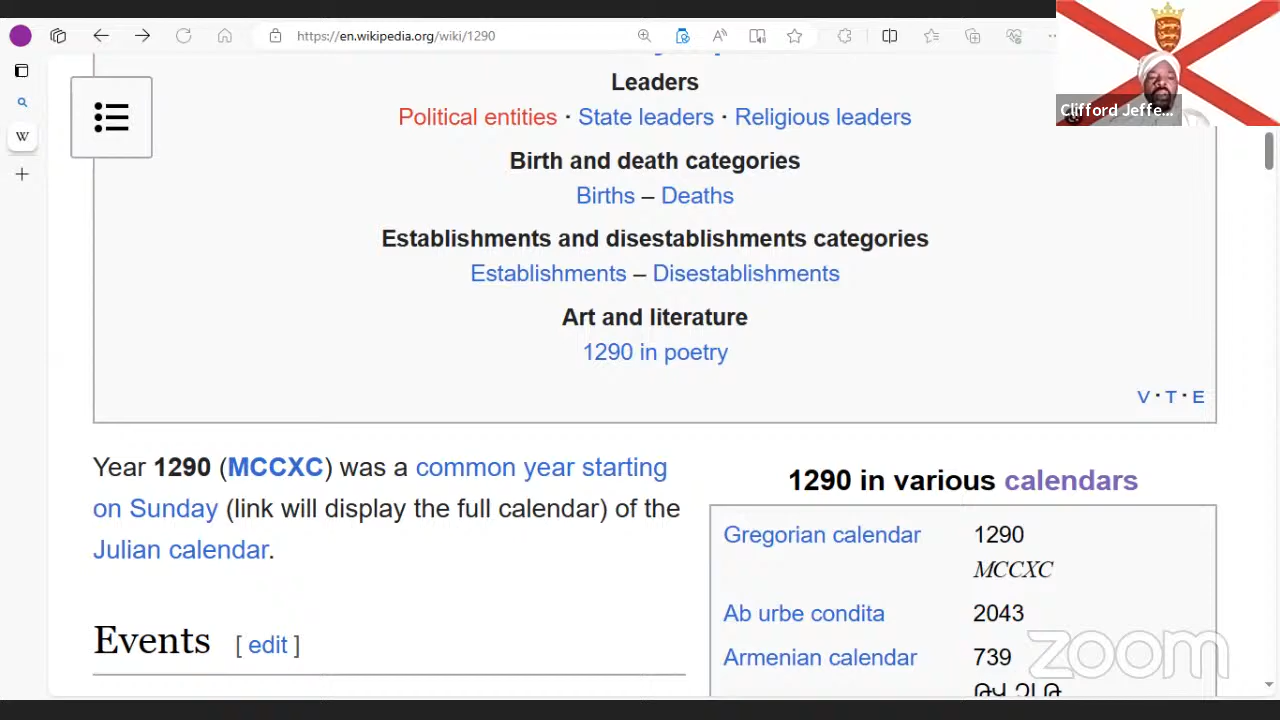 https://en.wikipedia.org/wiki/1290
Clifford Jeffe...
W
Leaders
Political entities · State leaders · Religious leaders
Birth and death categories
Births – Deaths
Establishments and disestablishments categories
Establishments – Disestablishments
Art and literature
1290 in poetry
V · T · E
Year 1290 (MCCXC) was a common year starting
on Sunday (link will display the full calendar) of the
Julian calendar.
Events [ edit ]
1290 in various calendars
Gregorian calendar 1290
MCCXC
Ab urbe condita 2043
Armenian calendar 739
zoom